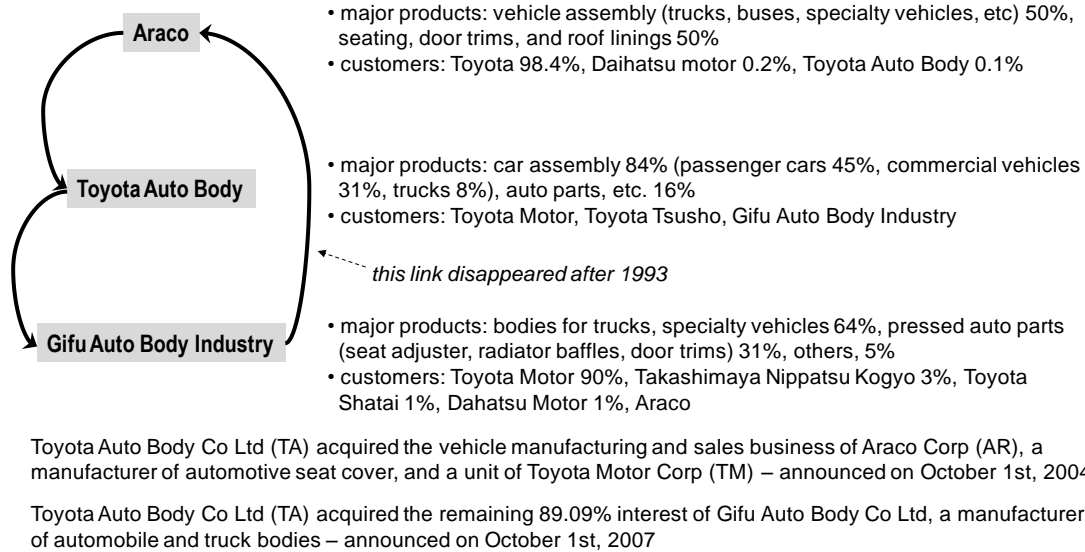 Araco
• major products: vehicle assembly (trucks, buses, specialty vehicles, etc) 50%,
seating, door trims, and roof linings 50%
• customers: Toyota 98.4%, Daihatsu motor 0.2%, Toyota Auto Body 0.1%
Toyota Auto Body
• major products: car assembly 84% (passenger cars 45%, commercial vehicles
31%, trucks 8%), auto parts, etc. 16%
• customers: Toyota Motor, Toyota Tsusho, Gifu Auto Body Industry
this link disappeared after 1993
Gifu Auto Body Industry
• major products: bodies for trucks, specialty vehicles 64%, pressed auto parts
(seat adjuster, radiator baffles, door trims) 31%, others, 5%
• customers: Toyota Motor 90%, Takashimaya Nippatsu Kogyo 3%, Toyota
Shatai 1%, Dahatsu Motor 1%, Araco
Toyota Auto Body Co Ltd (TA) acquired the vehicle manufacturing and sales business of Araco Corp (AR), a
manufacturer of automotive seat cover, and a unit of Toyota Motor Corp (TM) – announced on October 1st, 2004
Toyota Auto Body Co Ltd (TA) acquired the remaining 89.09% interest of Gifu Auto Body Co Ltd, a manufacturer
of automobile and truck bodies – announced on October 1st, 2007